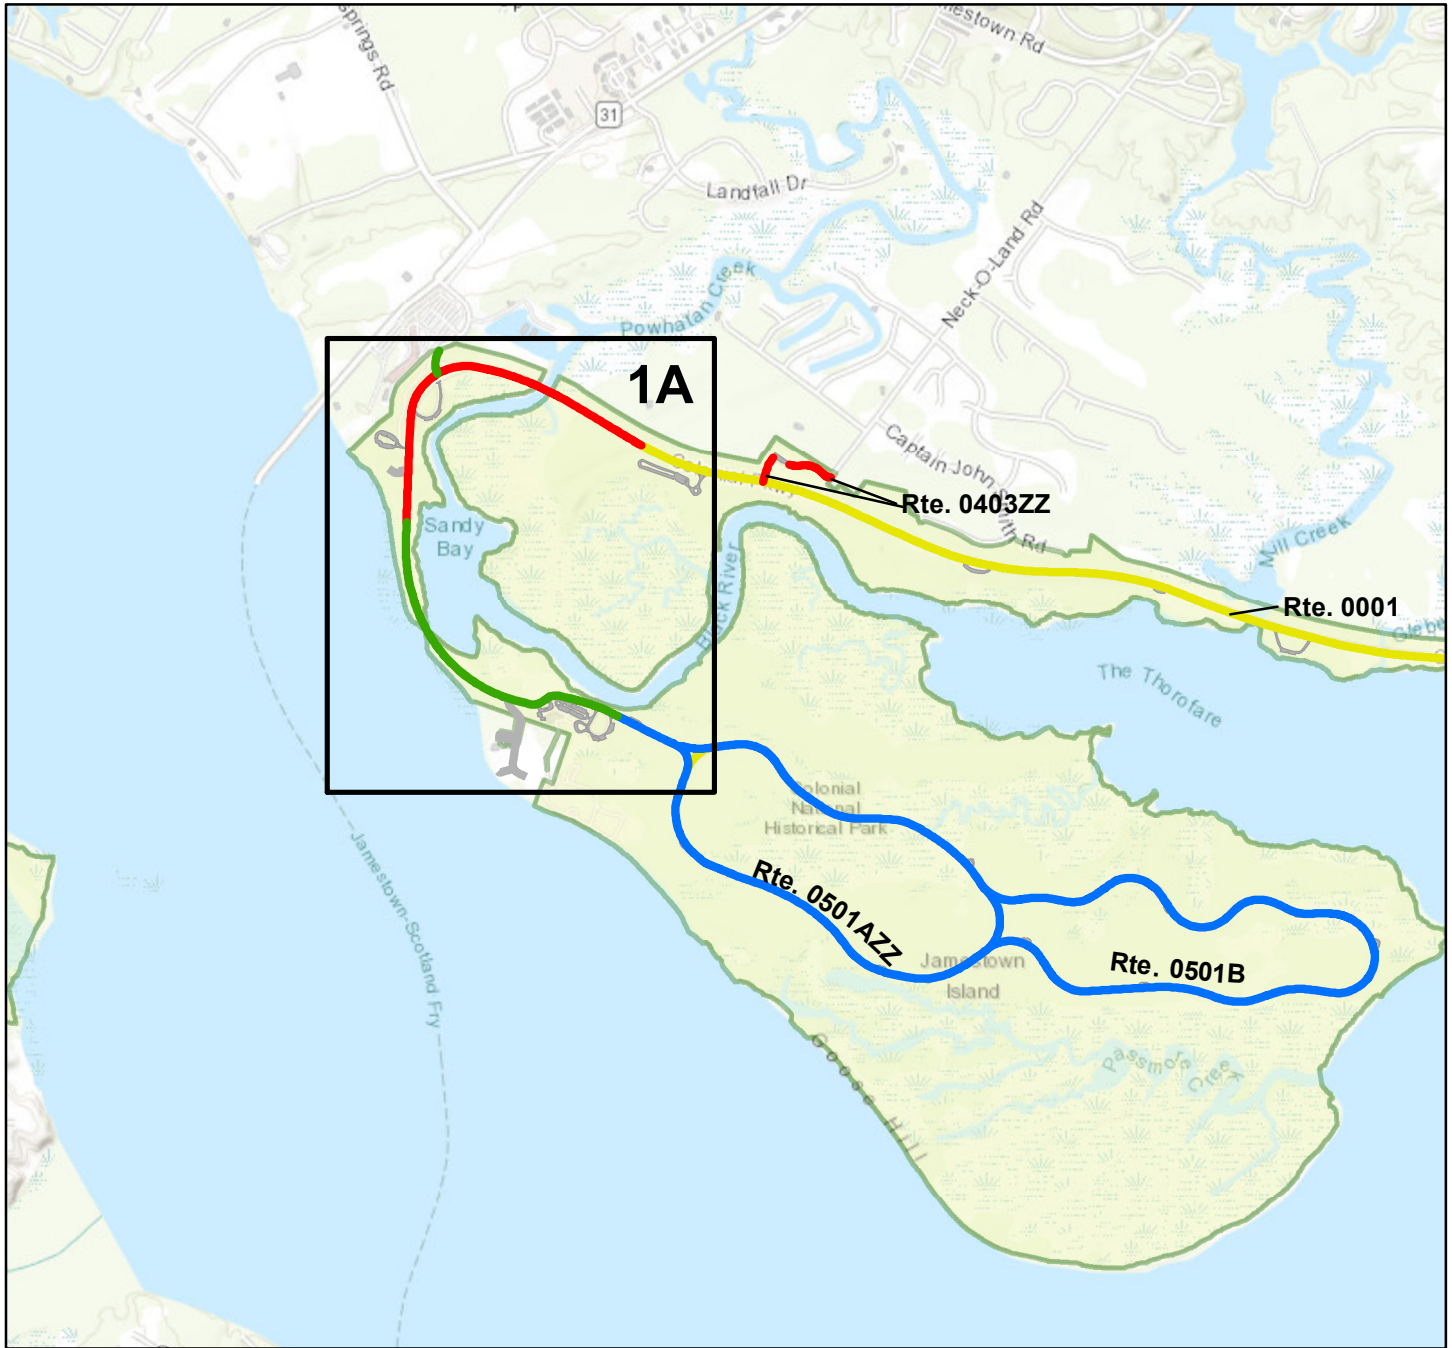 Springs Rd
mestown Rd
31
Landfall Dr
Neck-O-Land Rd
Powhatan Creek
1A
Captain John Smith Rd
Rte. 0403ZZ
Sandy
Bay
Mill Creek
Black River
Rte. 0001
Glebe
The Thorofare
Colonial
National
Historical Park
Jamestown-Scotland Fry
Rte. 0501AZZ
Jamestown
Island
Rte. 0501B
Passmore
Creek
Goose Hill